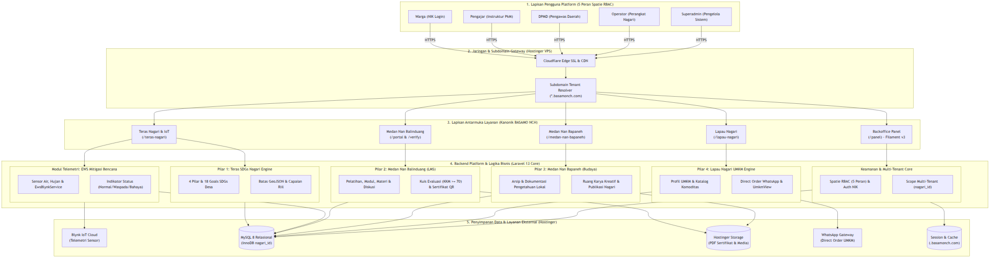 1. Lapisan Pengguna Platform (5 Peran Spatie RBAC)
Warga (NIK Login)
Pengajar (Instruktur PkM)
DPMD (Pengawas Daerah)
Operator (Perangkat
Nagari)
Superadmin (Pengelola
Sistem)
HTTPS
HTTPS
HTTPS
HTTPS
HTTPS
2. Jaringan & Subdomain Gateway (Hostinger VPS)
Cloudflare Edge SSL & CDN
Subdomain Tenant
Resolver
(*.basamonch.com)
3. Lapisan Antarmuka Layanan (Kanonik BASAMO NCH)
Teras Nagari & IoT
(/teras-nagari)
Medan Nan Balinduang
(/portal & /verify)
Medan Nan Bapaneh
(/medan-nan-bapaneh)
Lapau Nagari
(/lapau-nagari)
Backoffice Panel
(/panel) - Filament v3
4. Backend Platform & Logika Bisnis (Laravel 13 Core)
Modul Telemetri: EWS Mitigasi Bencana
Sensor Air, Hujan &
EwsBlynkService
Indikator Status
(Normal/Waspada/Bahaya)
Pilar 1: Teras SDGs Nagari Engine
4 Pilar & 18 Goals SDGs
Desa
Batas GeoJSON & Capaian
Riil
Pilar 2: Medan Nan Balinduang (LMS)
Pelatihan, Modul, Materi &
Diskusi
Kuis Evaluasi (KKM >= 70)
& Sertifikat QR
Pilar 3: Medan Nan Bapaneh (Budaya)
Arsip & Dokumentasi
Pengetahuan Lokal
Ruang Karya Kreatif &
Publikasi Nagari
Pilar 4: Lapau Nagari UMKM Engine
Profil UMKM & Katalog
Komoditas
Direct Order WhatsApp &
UmkmView
Keamanan & Multi-Tenant Core
Spatie RBAC (5 Peran) &
Auth NIK
Scope Multi-Tenant
(nagari_id)
5. Penyimpanan Data & Layanan Eksternal (Hostinger)
Blynk IoT Cloud
(Telemetri Sensor)
MySQL 8 Relasional
(InnoDB nagari_id)
Hostinger Storage
(PDF Sertifikat & Media)
WhatsApp Gateway
(Direct Order UMKM)
Session & Cache
(.basamonch.com)